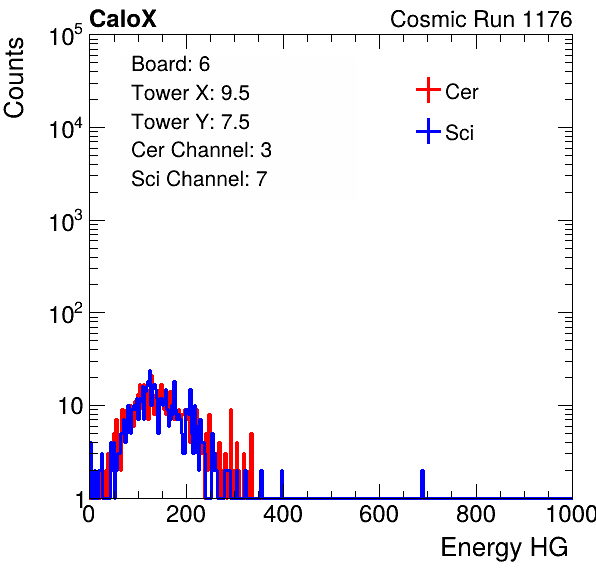 CaloX Cosmic Run 1176
Counts
10^5
10^4
10^3
10^2
10
1
Board: 6
Tower X: 9.5
Tower Y: 7.5
Cer Channel: 3
Sci Channel: 7
Cer
Sci
0 200 400 600 800 1000
Energy HG